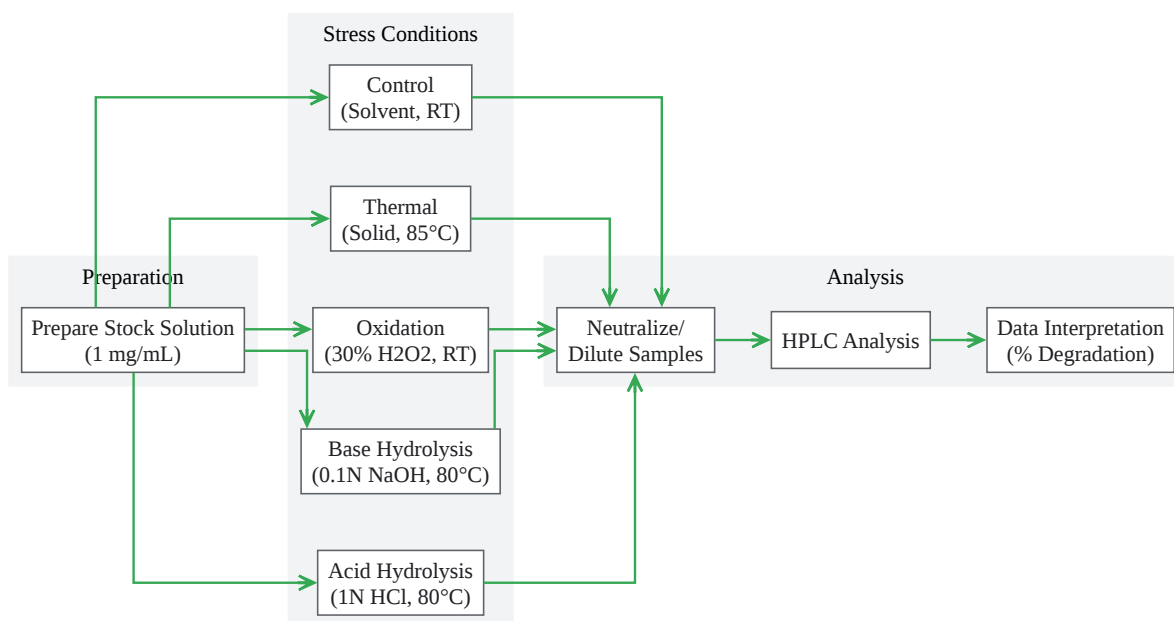 Stress Conditions
Control
(Solvent, RT)
Thermal
(Solid, 85°C)
Preparation
Prepare Stock Solution
(1 mg/mL)
Oxidation
(30% H2O2, RT)
Base Hydrolysis
(0.1N NaOH, 80°C)
Acid Hydrolysis
(1N HCl, 80°C)
Analysis
Neutralize/
Dilute Samples
HPLC Analysis
Data Interpretation
(% Degradation)